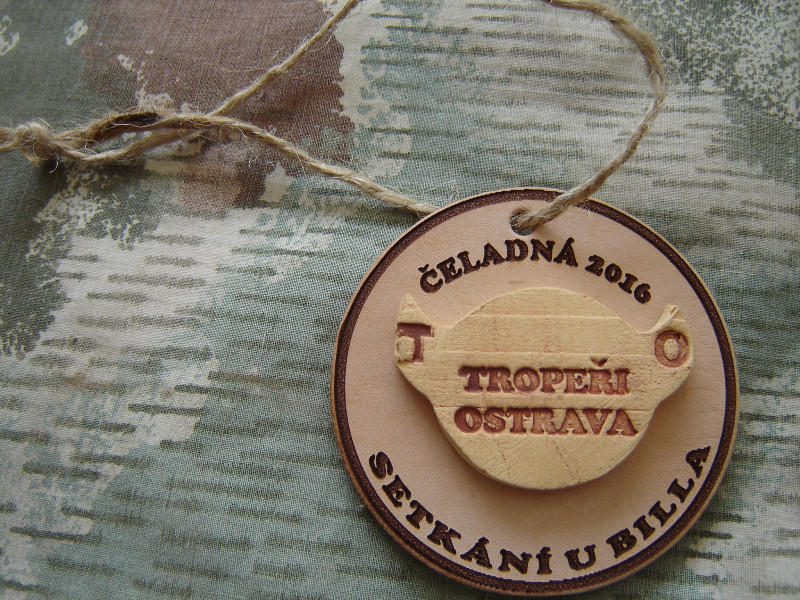 ČELADNÁ 2016
T O
TROPEŘI
OSTRAVA
SETKÁNÍ U BILLA